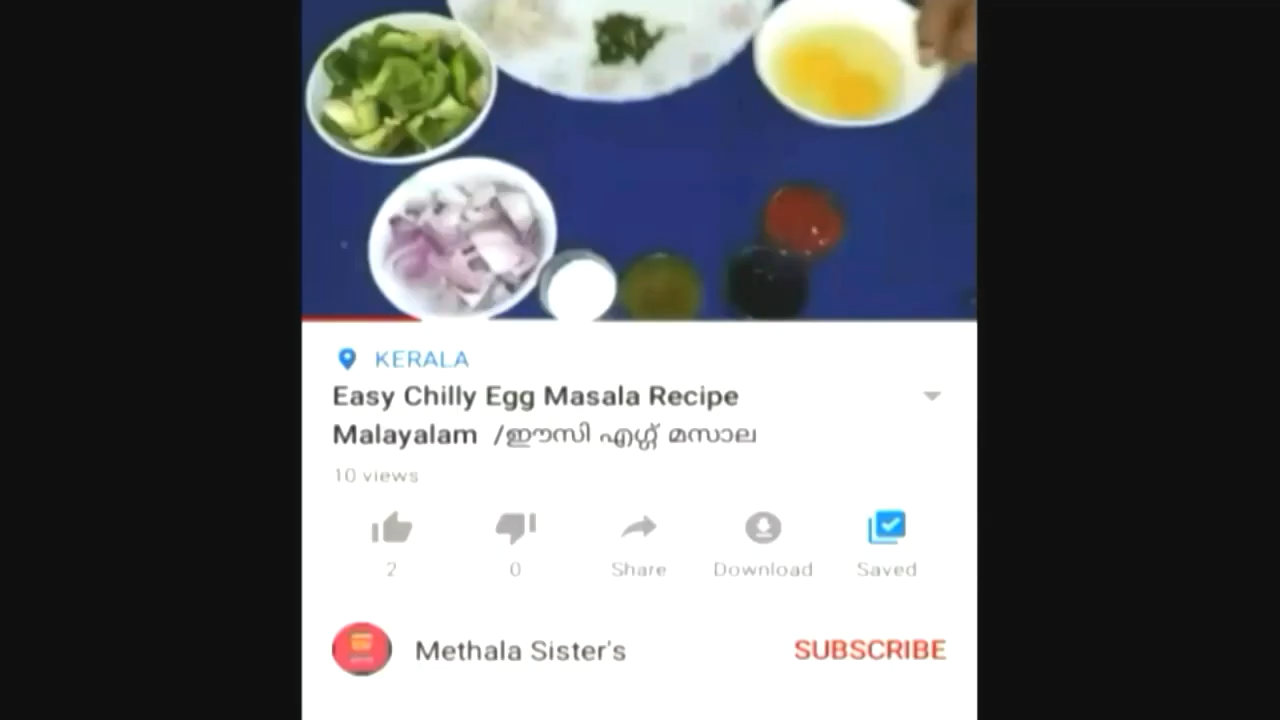 KERALA
Easy Chilly Egg Masala Recipe
Malayalam /ഈസി എഗ്ഗ് മസാല
10 views
2 0 Share Download Saved
Methala Sister's SUBSCRIBE